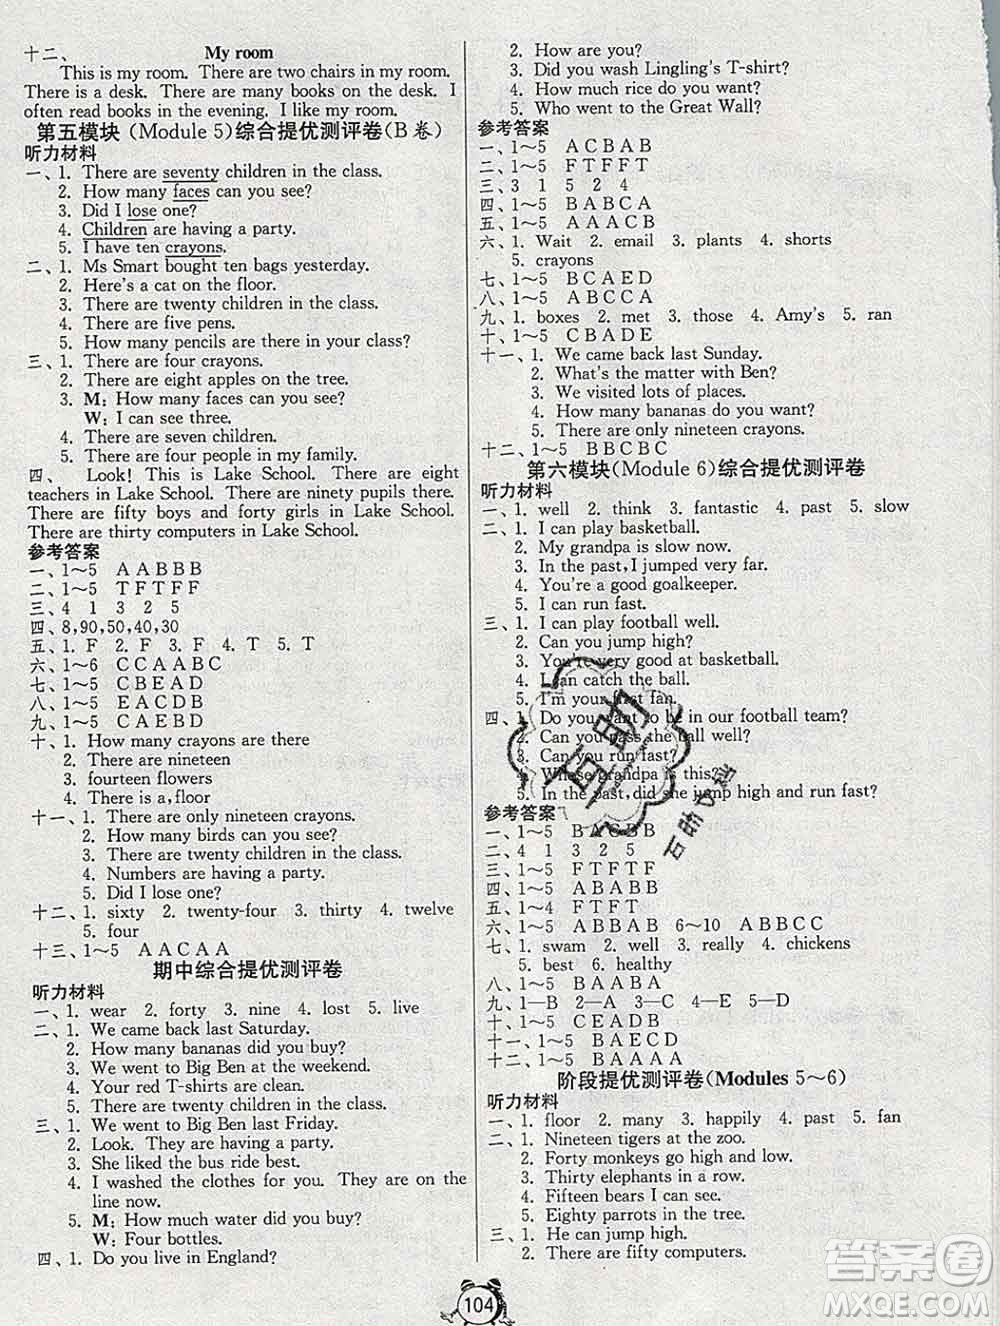 十二、 My room
This is my room. There are two chairs in my room.
There is a desk. There are many books on the desk. I
often read books in the evening. I like my room.
第五模块(Module 5)综合提优测评卷(B卷)
听力材料
一、1. There are seventy children in the class.
2. How many faces can you see?
3. Did I lose one?
4. Children are having a party.
5. I have ten crayons.
二、1. Ms Smart bought ten bags yesterday.
2. Here's a cat on the floor.
3. There are twenty children in the class.
4. There are five pens.
5. How many pencils are there in your class?
三、1. There are four crayons.
2. There are eight apples on the tree.
3. M: How many faces can you see?
W: I can see three.
4. There are seven children.
5. There are four people in my family.
四、 Look! This is Lake School. There are eight
teachers in Lake School. There are ninety pupils there.
There are fifty boys and forty girls in Lake School.
There are thirty computers in Lake School.
参考答案
一、1～5 A A B B B
二、1～5 T F T F F
三、4 1 3 2 5
四、8,90,50,40,30
五、1. F 2. F 3. F 4. T 5. T
六、1～6 C C A A B C
七、1～5 C B E A D
八、1～5 E A C D B
九、1～5 C A E B D
十、1. How many crayons are there
2. There are nineteen
3. fourteen flowers
4. There is a, floor
十一、1. There are only nineteen crayons.
2. How many birds can you see?
3. There are twenty children in the class.
4. Numbers are having a party.
5. Did I lose one?
十二、1. sixty 2. twenty-four 3. thirty 4. twelve
5. four
十三、1～5 A A C A A
期中综合提优测评卷
听力材料
一、1. wear 2. forty 3. nine 4. lost 5. live
二、1. We came back last Saturday.
2. How many bananas did you buy?
3. We went to Big Ben at the weekend.
4. Your red T-shirts are clean.
5. There are twenty children in the class.
三、1. We went to Big Ben last Friday.
2. Look. They are having a party.
3. She liked the bus ride best.
4. I washed the clothes for you. They are on the
line now.
5. M: How much water did you buy?
W: Four bottles.
四、1. Do you live in England?
2. How are you?
3. Did you wash Lingling's T-shirt?
4. How much rice do you want?
5. Who went to the Great Wall?
参考答案
一、1～5 A C B A B
二、1～5 F T F F T
三、3 1 5 2 4
四、1～5 B A B C A
五、1～5 A A A C B
六、1. Wait 2. email 3. plants 4. shorts
5. crayons
七、1～5 B C A E D
八、1～5 A B C C A
九、1. boxes 2. met 3. those 4. Amy's 5. ran
十、1～5 C B A D E
十一、1. We came back last Sunday.
2. What's the matter with Ben?
3. We visited lots of places.
4. How many bananas do you want?
5. There are only nineteen crayons.
十二、1～5 B B C B C
第六模块(Module 6)综合提优测评卷
听力材料
一、1. well 2. think 3. fantastic 4. past 5. slow
二、1. I can play basketball.
2. My grandpa is slow now.
3. In the past, I jumped very far.
4. You're a good goalkeeper.
5. I can run fast.
三、1. I can play football well.
2. Can you jump high?
3. You're very good at basketball.
4. I can catch the ball.
5. I'm your first fan.
四、1. Do you want to be in our football team?
2. Can you pass the ball well?
3. Can you run fast?
4. Whose grandpa is this?
5. In the past, did she jump high and run fast?
参考答案
一、1～5 B A C B B
二、4 1 3 2 5
三、1～5 F T F T F
四、1～5 A B A B B
五、1～4 T F F F
六、1～5 A B B A B 6～10 A B B C C
七、1. swam 2. well 3. really 4. chickens
5. best 6. healthy
八、1～5 B A A B A
九、1—B 2—A 3—C 4—E 5—D
十、1～5 C E A D B
十一、1～5 B A E C D
十二、1～5 B A A A A
阶段提优测评卷(Modules 5～6)
听力材料
一、1. floor 2. many 3. happily 4. past 5. fan
二、1. Nineteen tigers at the zoo.
2. Forty monkeys go high and low.
3. Thirty elephants in a row.
4. Fifteen bears I can see.
5. Eighty parrots in the tree.
三、1. He can jump high.
2. There are fifty computers.
104
答案圈
MXQE.COM